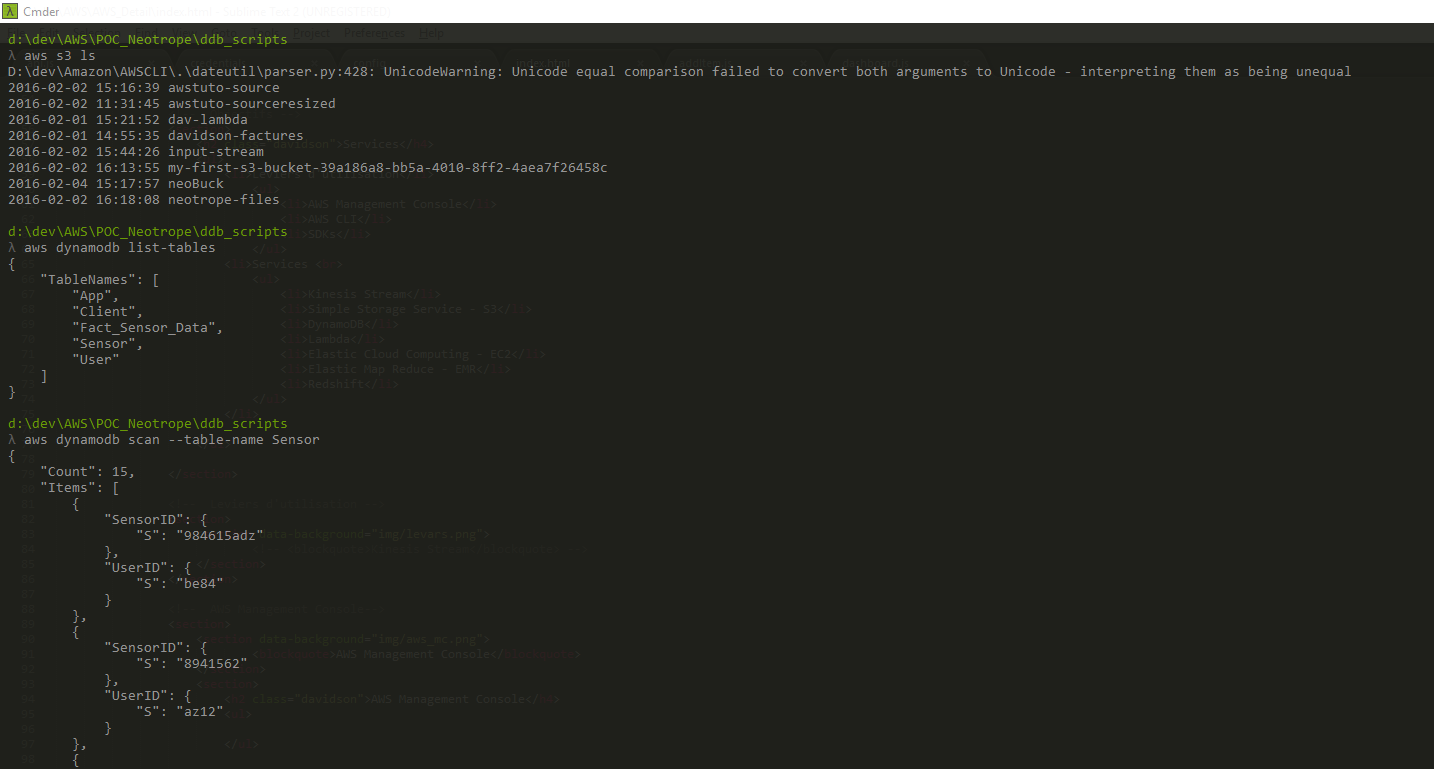 Cmder
d:\dev\AWS\POC_Neotrope\ddb_scripts
λ aws s3 ls
D:\dev\Amazon\AWSCLI\.\dateutil\parser.py:428: UnicodeWarning: Unicode equal comparison failed to convert both arguments to Unicode - interpreting them as being unequal
2016-02-02 15:16:39 awstuto-source
2016-02-02 11:31:45 awstuto-sourceresized
2016-02-01 15:21:52 dav-lambda
2016-02-01 14:55:35 davidson-factures
2016-02-02 15:44:26 input-stream
2016-02-02 16:13:55 my-first-s3-bucket-39a186a8-bb5a-4010-8ff2-4aea7f26458c
2016-02-04 15:17:57 neoBuck
2016-02-02 16:18:08 neotrope-files
d:\dev\AWS\POC_Neotrope\ddb_scripts
λ aws dynamodb list-tables
{
    "TableNames": [
        "App",
        "Client",
        "Fact_Sensor_Data",
        "Sensor",
        "User"
    ]
}
d:\dev\AWS\POC_Neotrope\ddb_scripts
λ aws dynamodb scan --table-name Sensor
{
    "Count": 15,
    "Items": [
        {
            "SensorID": {
                "S": "984615adz"
            },
            "UserID": {
                "S": "be84"
            }
        },
        {
            "SensorID": {
                "S": "8941562"
            },
            "UserID": {
                "S": "az12"
            }
        },
        {